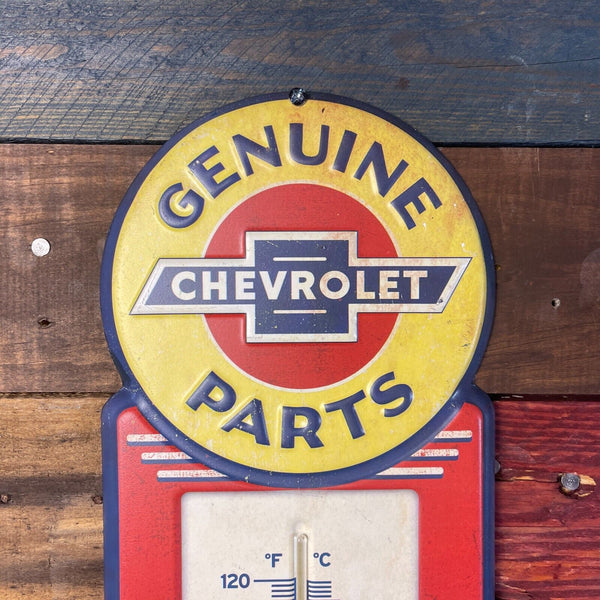 GENUINE
CHEVROLET
PARTS
°F °C
120